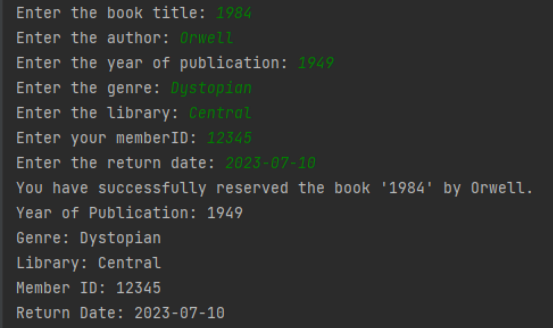 Enter the book title: 1984
Enter the author: Orwell
Enter the year of publication: 1949
Enter the genre: Dystopian
Enter the library: Central
Enter your memberID: 12345
Enter the return date: 2023-07-10
You have successfully reserved the book '1984' by Orwell.
Year of Publication: 1949
Genre: Dystopian
Library: Central
Member ID: 12345
Return Date: 2023-07-10